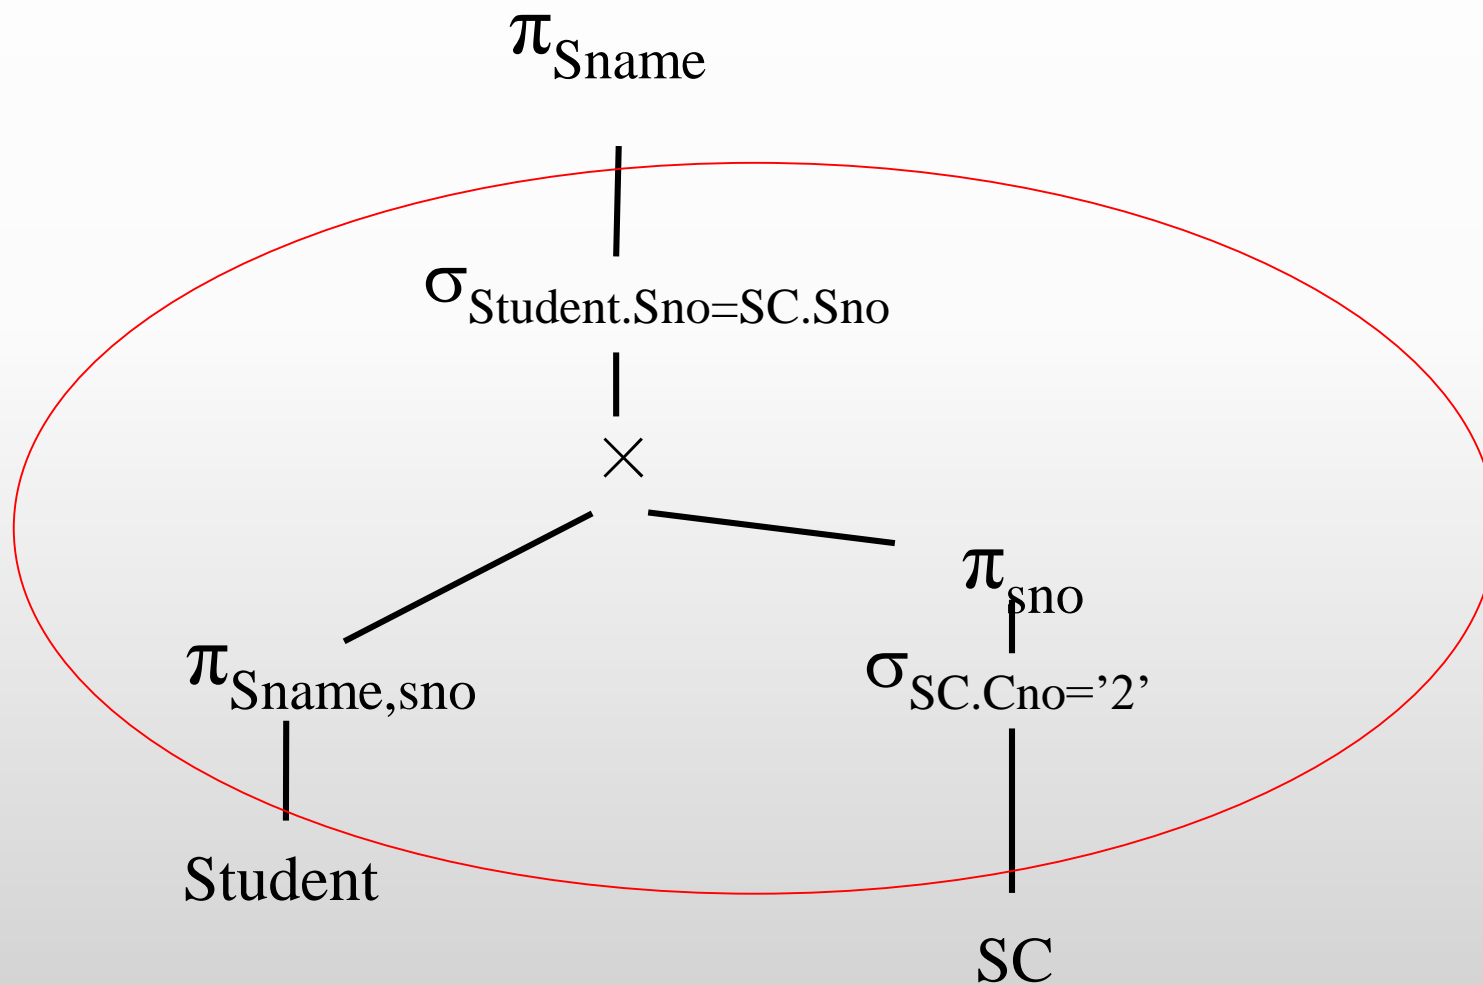 πSname
σStudent.Sno=SC.Sno
×
πsno
πSname,sno
σSC.Cno=’2’
Student
SC